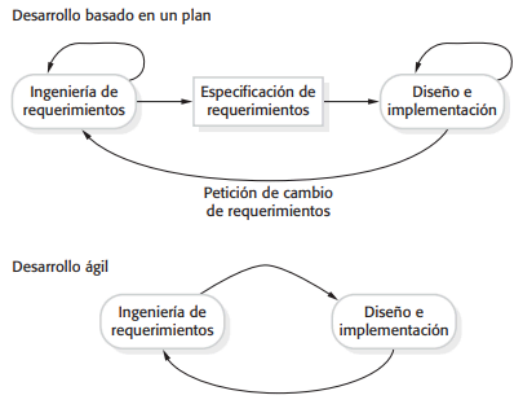 Desarrollo basado en un plan
Ingeniería de
requerimientos
Especificación de
requerimientos
Diseño e
implementación
Petición de cambio
de requerimientos
Desarrollo ágil
Ingeniería de
requerimientos
Diseño e
implementación